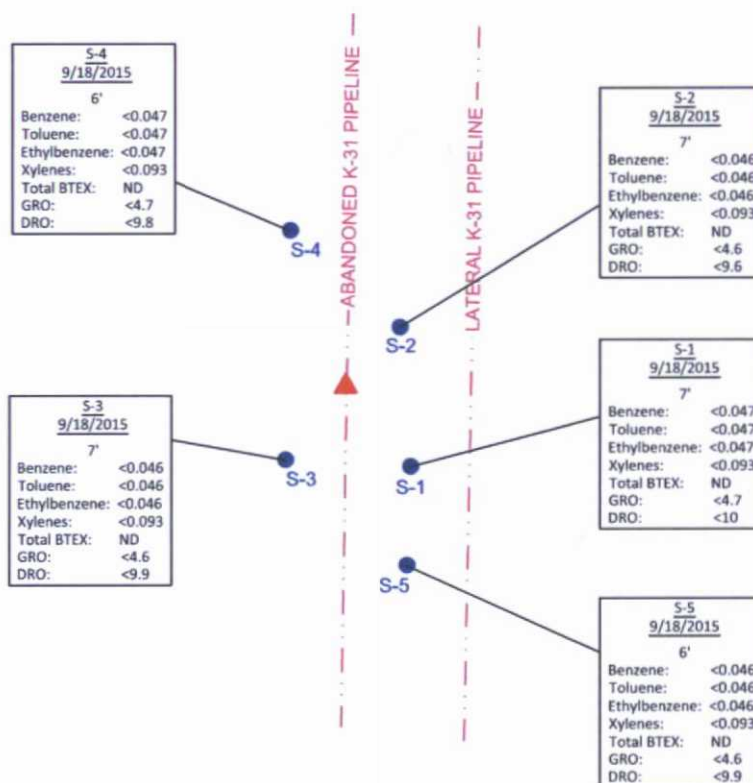 S-4
9/18/2015
6'
Benzene: <0.047
Toluene: <0.047
Ethylbenzene: <0.047
Xylenes: <0.093
Total BTEX: ND
GRO: <4.7
DRO: <9.8
S-4
ABANDONED K-31 PIPELINE
LATERAL K-31 PIPELINE
S-2
9/18/2015
7'
Benzene: <0.046
Toluene: <0.046
Ethylbenzene: <0.046
Xylenes: <0.093
Total BTEX: ND
GRO: <4.6
DRO: <9.6
S-2
S-3
9/18/2015
7'
Benzene: <0.046
Toluene: <0.046
Ethylbenzene: <0.046
Xylenes: <0.093
Total BTEX: ND
GRO: <4.6
DRO: <9.9
S-3
S-1
9/18/2015
7'
Benzene: <0.047
Toluene: <0.047
Ethylbenzene: <0.047
Xylenes: <0.093
Total BTEX: ND
GRO: <4.7
DRO: <10
S-1
S-5
S-5
9/18/2015
6'
Benzene: <0.046
Toluene: <0.046
Ethylbenzene: <0.046
Xylenes: <0.093
Total BTEX: ND
GRO: <4.6
DRO: <9.9